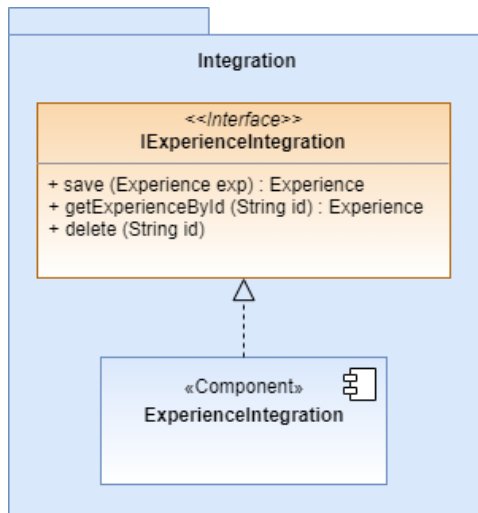 Integration
<<Interface>>
IExperienceIntegration
+ save (Experience exp) : Experience
+ getExperienceById (String id) : Experience
+ delete (String id)
«Component»
ExperienceIntegration